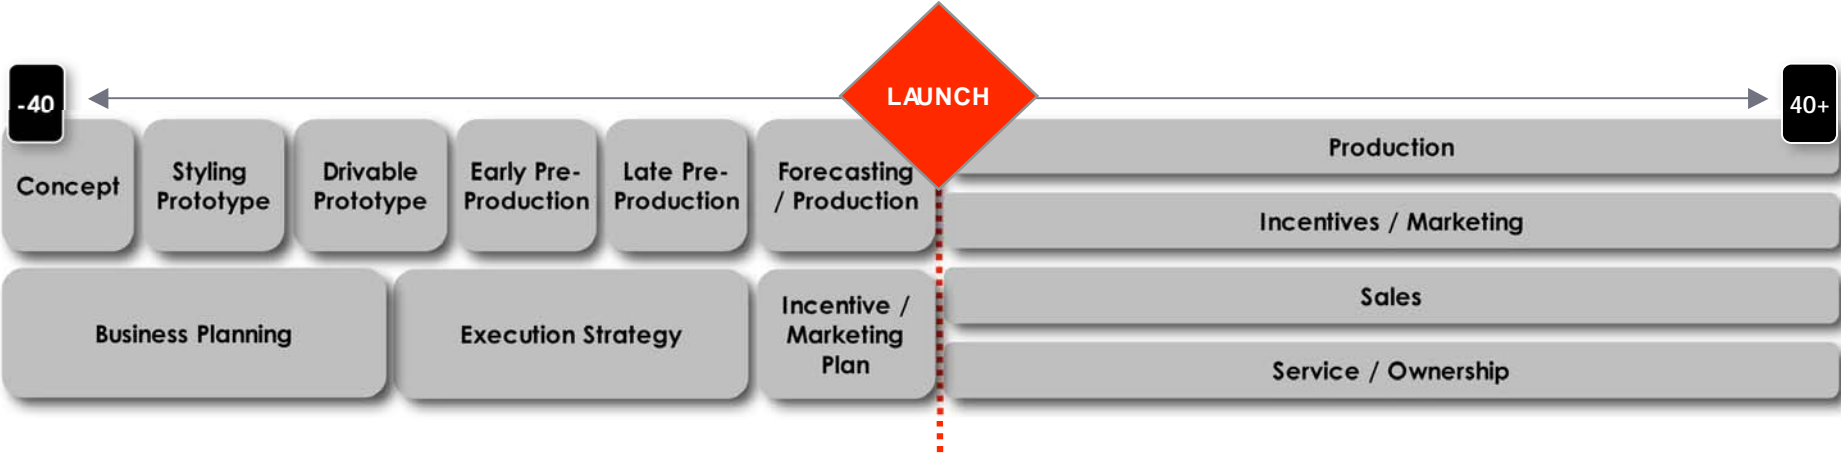 LAUNCH
-40
40+
Concept
Styling
Prototype
Drivable
Prototype
Early Pre-
Production
Late Pre-
Production
Forecasting
/ Production
Production
Incentives / Marketing
Business Planning
Execution Strategy
Incentive /
Marketing
Plan
Sales
Service / Ownership